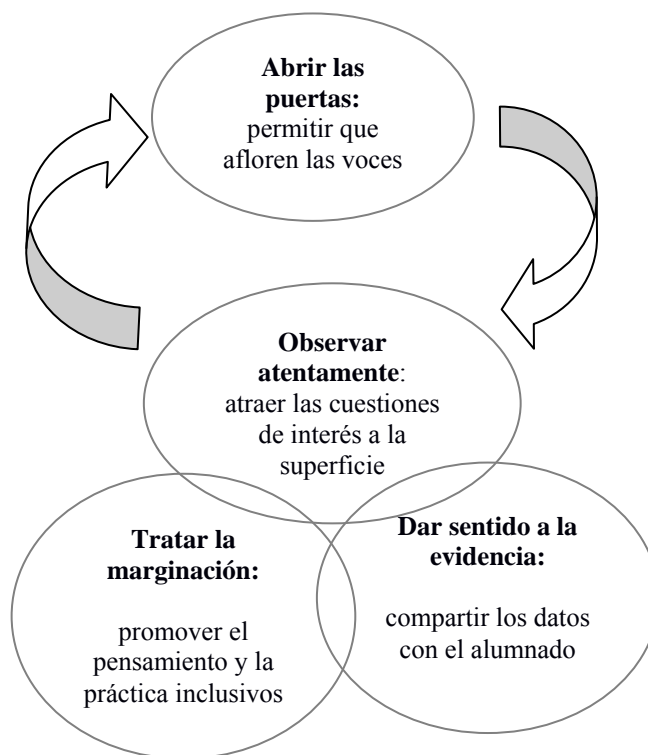 Abrir las
puertas:
permitir que
afloren las voces
Observar
atentamente:
atraer las cuestiones
de interés a la
superficie
Tratar la
marginación:
promover el
pensamiento y la
práctica inclusivos
Dar sentido a la
evidencia:
compartir los datos
con el alumnado